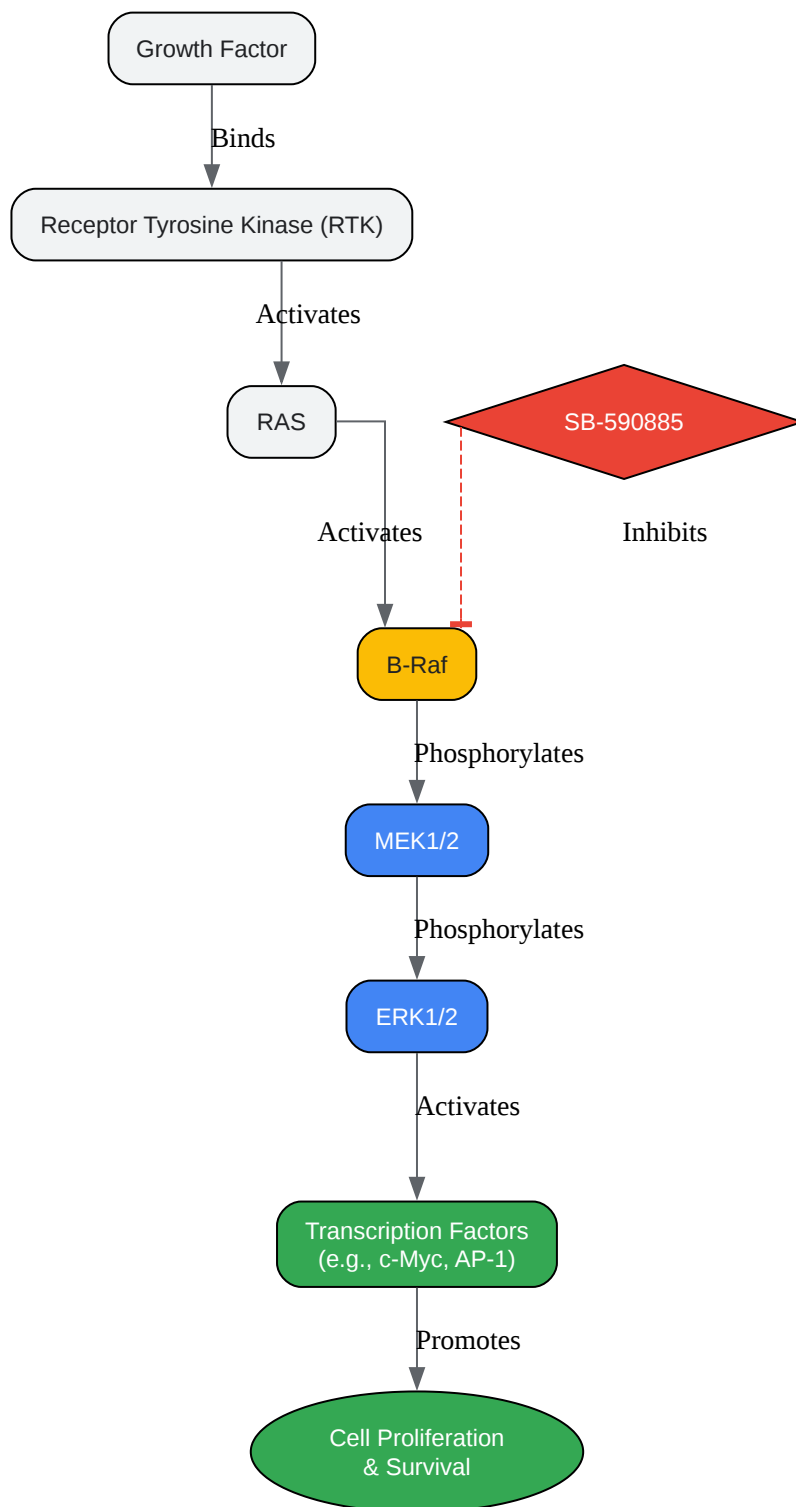 Growth Factor
Binds
Receptor Tyrosine Kinase (RTK)
Activates
RAS
SB-590885
Activates
Inhibits
B-Raf
Phosphorylates
MEK1/2
Phosphorylates
ERK1/2
Activates
Transcription Factors
(e.g., c-Myc, AP-1)
Promotes
Cell Proliferation
& Survival